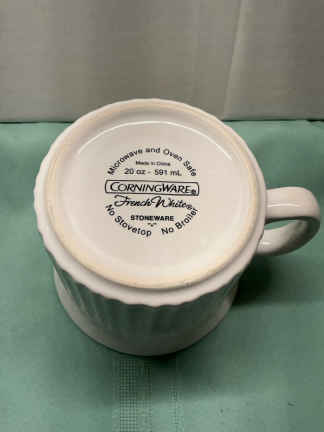 Microwave and Oven Safe
Made in China
20 oz - 591 mL
CORNINGWARE®
French White®
STONEWARE
No Stovetop No Broiler